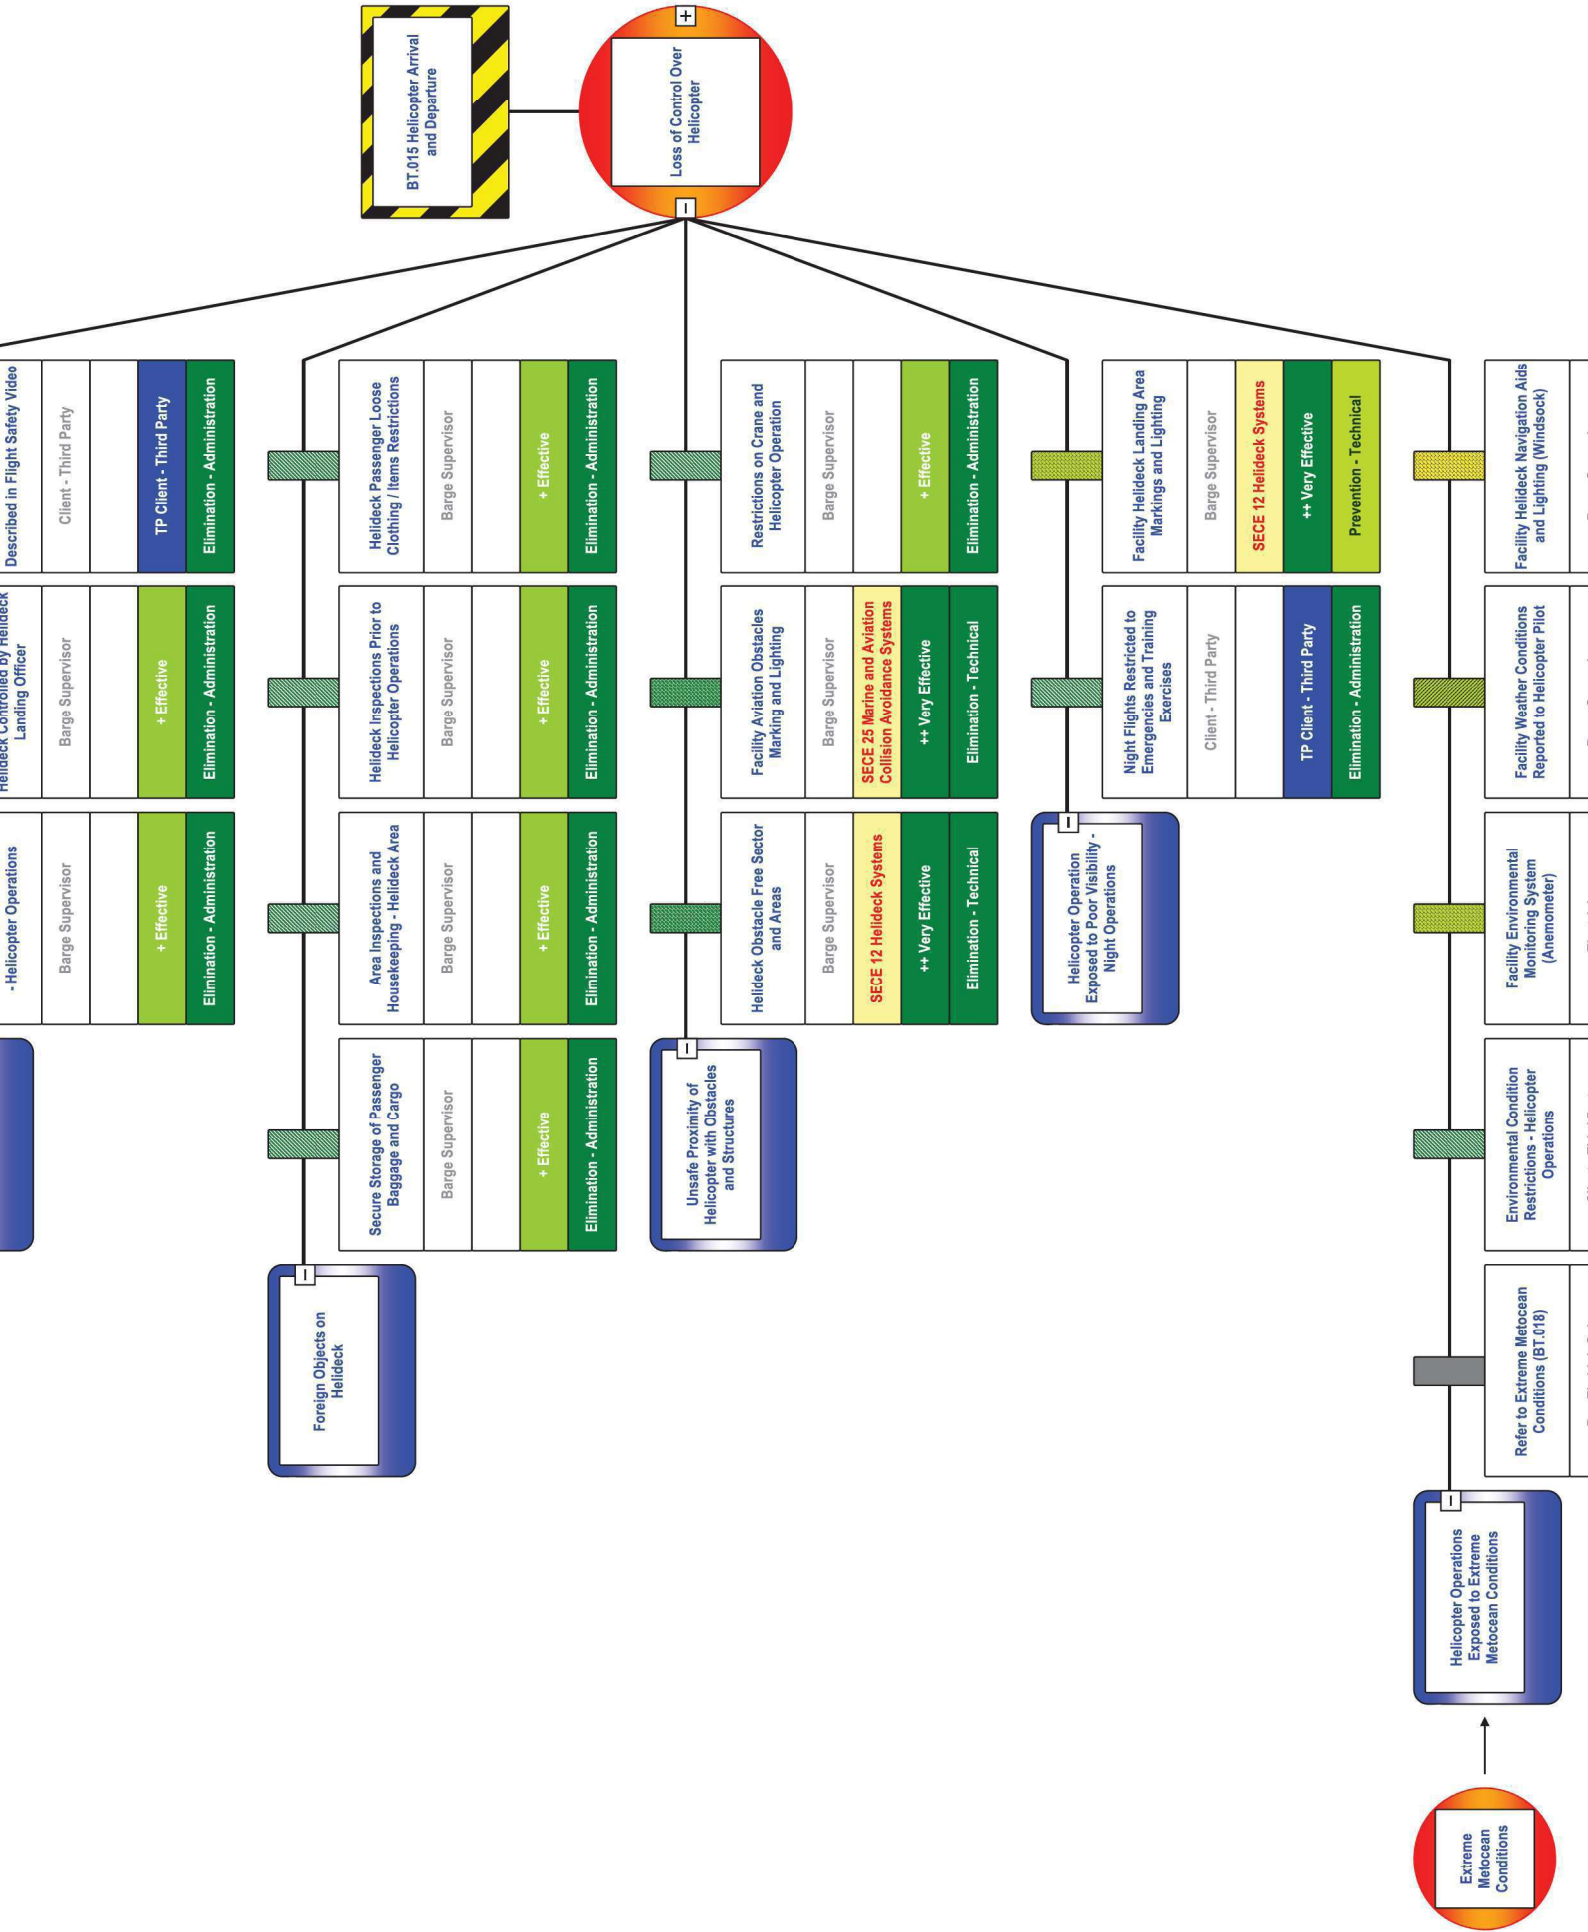 - Helicopter Operations
Barge Supervisor
+ Effective
Elimination - Administration
Helideck Controlled by Helideck
Landing Officer
Barge Supervisor
+ Effective
Elimination - Administration
Described in Flight Safety Video
Client - Third Party
TP Client - Third Party
Elimination - Administration
BT.015 Helicopter Arrival
and Departure
Loss of Control Over
Helicopter
Foreign Objects on
Helideck
Secure Storage of Passenger
Baggage and Cargo
Barge Supervisor
+ Effective
Elimination - Administration
Area Inspections and
Housekeeping - Helideck Area
Barge Supervisor
+ Effective
Elimination - Administration
Helideck Inspections Prior to
Helicopter Operations
Barge Supervisor
+ Effective
Elimination - Administration
Helideck Passenger Loose
Clothing / Items Restrictions
Barge Supervisor
+ Effective
Elimination - Administration
Unsafe Proximity of
Helicopter with Obstacles
and Structures
Helideck Obstacle Free Sector
and Areas
Barge Supervisor
SECE 12 Helideck Systems
++ Very Effective
Elimination - Technical
Facility Aviation Obstacles
Marking and Lighting
Barge Supervisor
SECE 25 Marine and Aviation
Collision Avoidance Systems
++ Very Effective
Elimination - Technical
Restrictions on Crane and
Helicopter Operation
Barge Supervisor
+ Effective
Elimination - Administration
Helicopter Operation
Exposed to Poor Visibility -
Night Operations
Night Flights Restricted to
Emergencies and Training
Exercises
Client - Third Party
TP Client - Third Party
Elimination - Administration
Facility Helideck Landing Area
Markings and Lighting
Barge Supervisor
SECE 12 Helideck Systems
++ Very Effective
Prevention - Technical
Extreme
Metocean
Conditions
Helicopter Operations
Exposed to Extreme
Metocean Conditions
Refer to Extreme Metocean
Conditions (BT.018)
Environmental Condition
Restrictions - Helicopter
Operations
Facility Environmental
Monitoring System
(Anemometer)
Facility Weather Conditions
Reported to Helicopter Pilot
Facility Helideck Navigation Aids
and Lighting (Windsock)